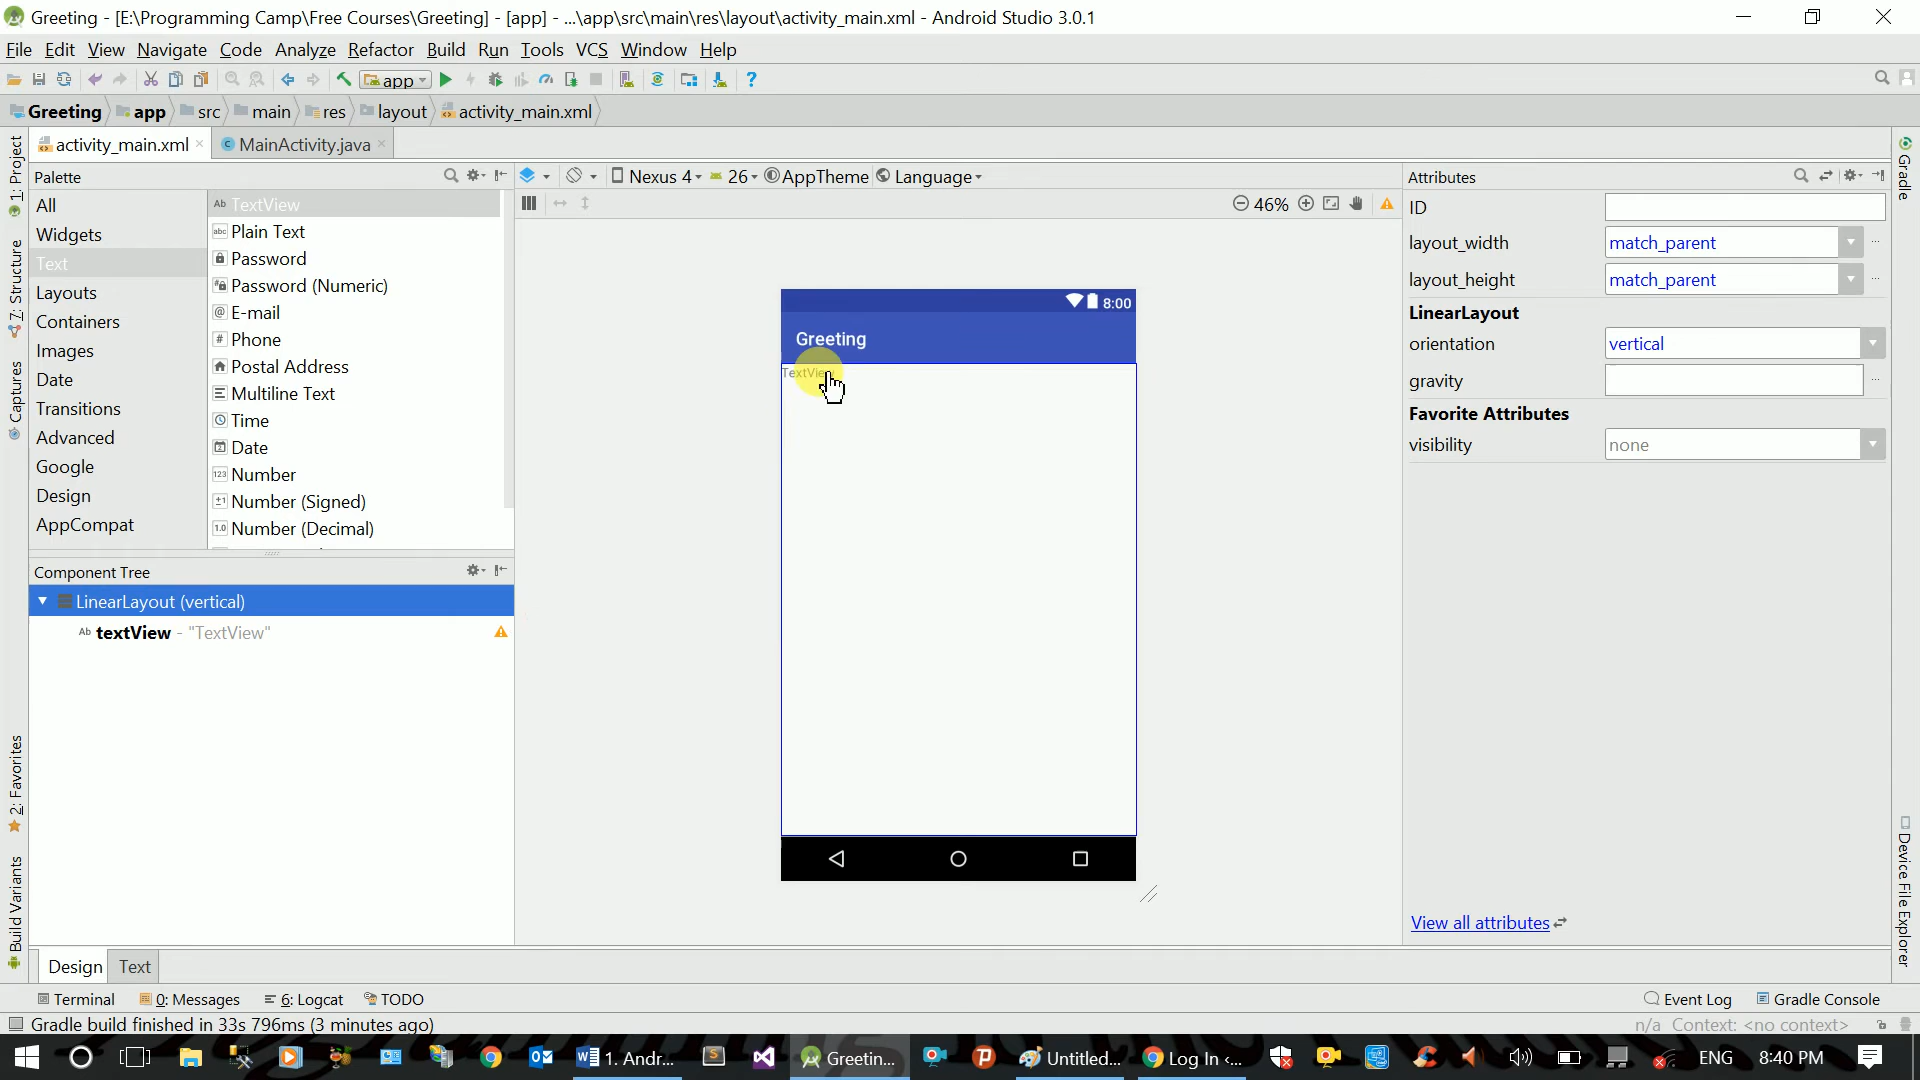 Greeting - [E:\Programming Camp\Free Courses\Greeting] - [app] - ...\app\src\main\res\layout\activity_main.xml - Android Studio 3.0.1
File Edit View Navigate Code Analyze Refactor Build Run Tools VCS Window Help
app
Greeting app src main res layout activity_main.xml
activity_main.xml MainActivity.java
1: Project
7: Structure
Captures
2: Favorites
Build Variants
Palette
All
Widgets
Text
Layouts
Containers
Images
Date
Transitions
Advanced
Google
Design
AppCompat
Ab TextView
abc Plain Text
Password
Password (Numeric)
@ E-mail
# Phone
Postal Address
Multiline Text
Time
Date
123 Number
±1 Number (Signed)
1.0 Number (Decimal)
Component Tree
LinearLayout (vertical)
Ab textView - "TextView"
Nexus 4 26 AppTheme Language
46%
8:00
Greeting
TextView
Attributes
ID
layout_width match_parent
layout_height match_parent
LinearLayout
orientation vertical
gravity
Favorite Attributes
visibility none
View all attributes
Gradle
Device File Explorer
Design Text
Terminal 0: Messages 6: Logcat TODO Event Log Gradle Console
Gradle build finished in 33s 796ms (3 minutes ago) n/a Context: <no context>
1. Andr... Greetin... Untitled... Log In <... ENG 8:40 PM